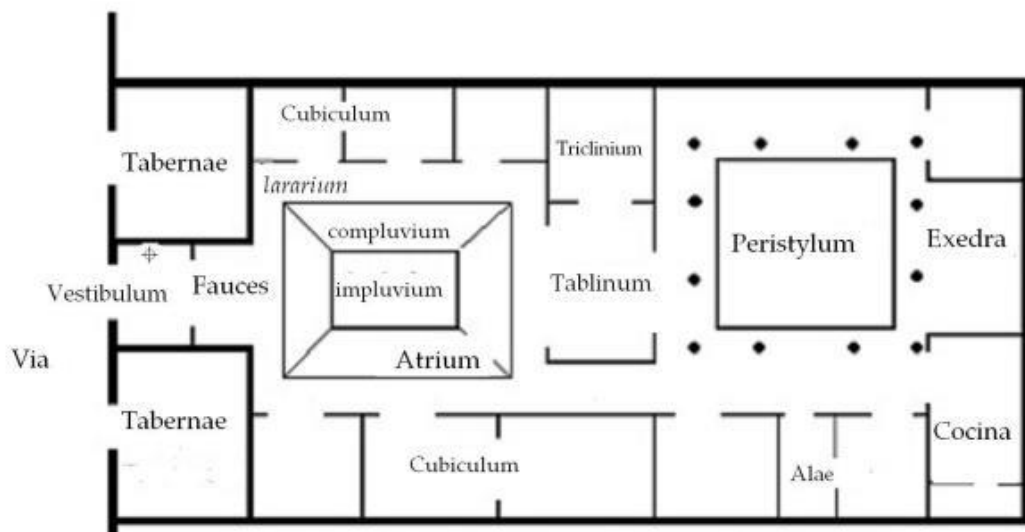 Cubiculum
Tabernae
Triclinium
lararium
compluvium
Peristylum
Exedra
Vestibulum
Fauces
impluvium
Tablinum
Via
Atrium
Tabernae
Cubiculum
Alae
Cocina